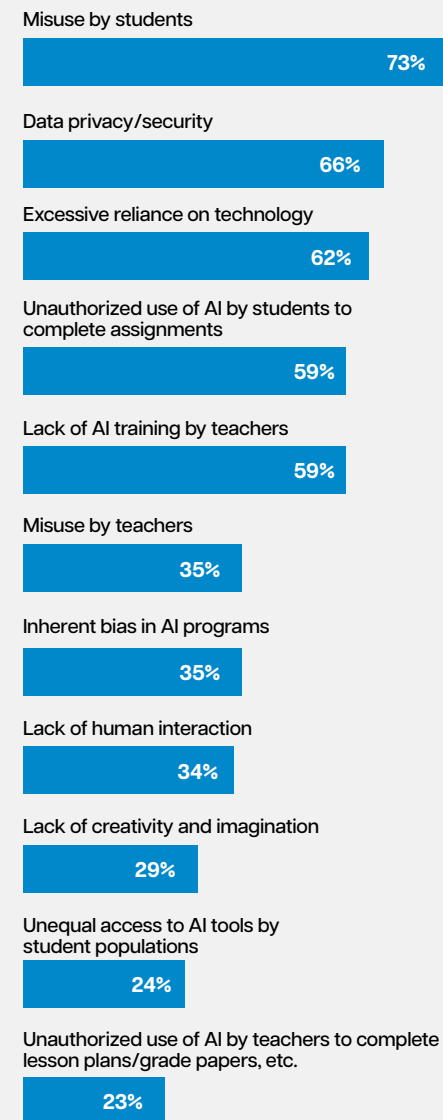 Misuse by students
73%
Data privacy/security
66%
Excessive reliance on technology
62%
Unauthorized use of AI by students to
complete assignments
59%
Lack of AI training by teachers
59%
Misuse by teachers
35%
Inherent bias in AI programs
35%
Lack of human interaction
34%
Lack of creativity and imagination
29%
Unequal access to AI tools by
student populations
24%
Unauthorized use of AI by teachers to complete
lesson plans/grade papers, etc.
23%